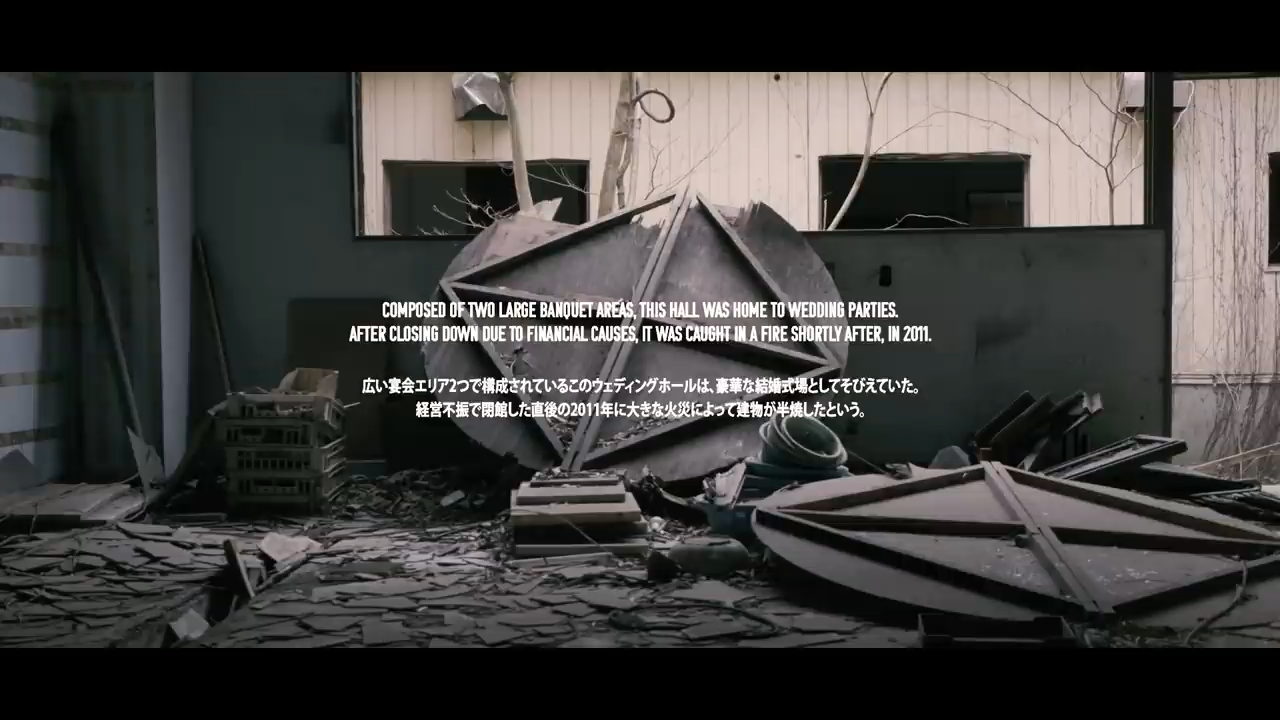 COMPOSED OF TWO LARGE BANQUET AREAS, THIS HALL WAS HOME TO WEDDING PARTIES.
AFTER CLOSING DOWN DUE TO FINANCIAL CAUSES, IT WAS CAUGHT IN A FIRE SHORTLY AFTER, IN 2011.
広い宴会エリア2つで構成されているこのウェディングホールは、豪華な結婚式場としてそびえていた。
経営不振で閉館した直後の2011年に大きな火災によって建物が半焼したという。